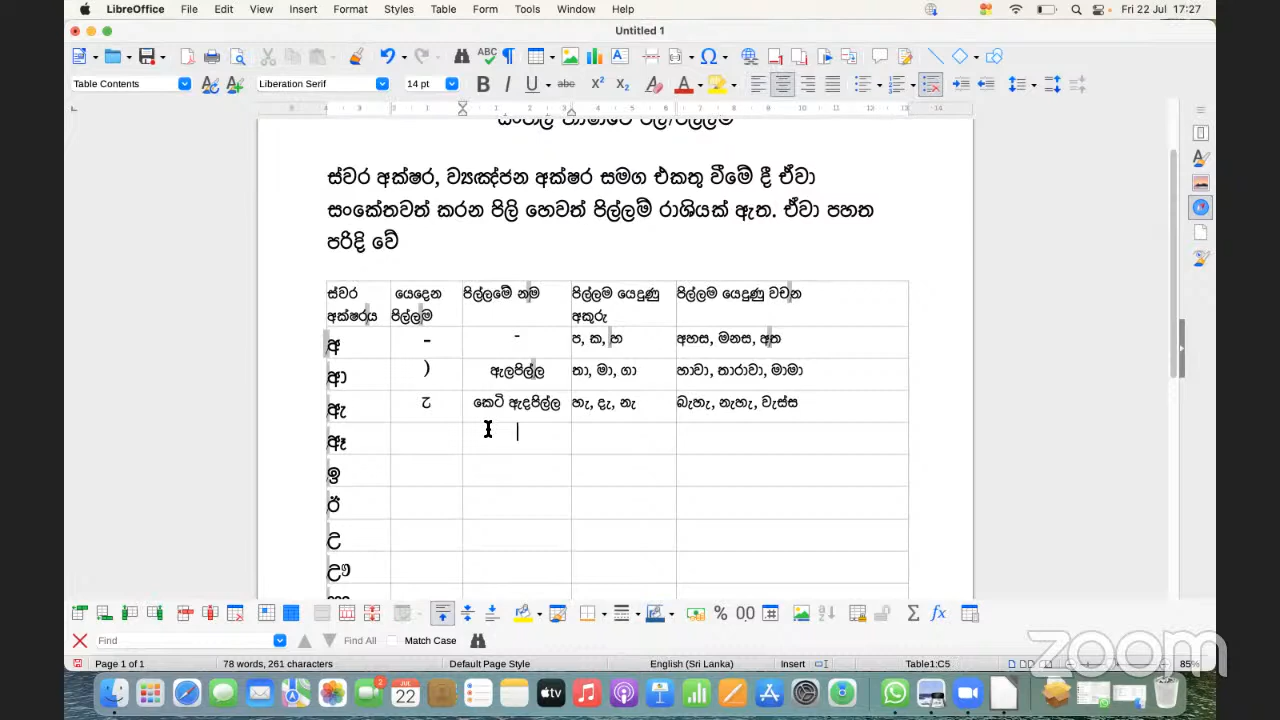 LibreOffice File Edit View Insert Format Styles Table Form Tools Window Help Fri 22 Jul 17:27
Untitled 1
Table Contents Liberation Serif 14 pt
ස්වර අක්ෂර, ව්‍යඤ්ජන අක්ෂර සමග එකතු වීමේ දී ඒවා
සංකේතවත් කරන පිලි හෙවත් පිල්ලම් රාශියක් ඇත. ඒවා පහත
පරිදි වේ
ස්වර අක්ෂරය යෙදෙන පිල්ලම පිල්ලමේ නම පිල්ලම යෙදුණු අකුරු පිල්ලම යෙදුණු වචන
අ - - ප, ක, හ අහස, මනස, අත
ආ ා ඇලපිල්ල තා, මා, ගා හාවා, තාරාවා, මාමා
ඇ ැ කෙටි ඇදපිල්ල හැ, දැ, නැ බැහැ, නැහැ, වැස්ස
ඈ
ඉ
ඊ
උ
ඌ
Find Find All Match Case
Page 1 of 1 78 words, 261 characters Default Page Style English (Sri Lanka) Insert Table1:C5 85%
zoom